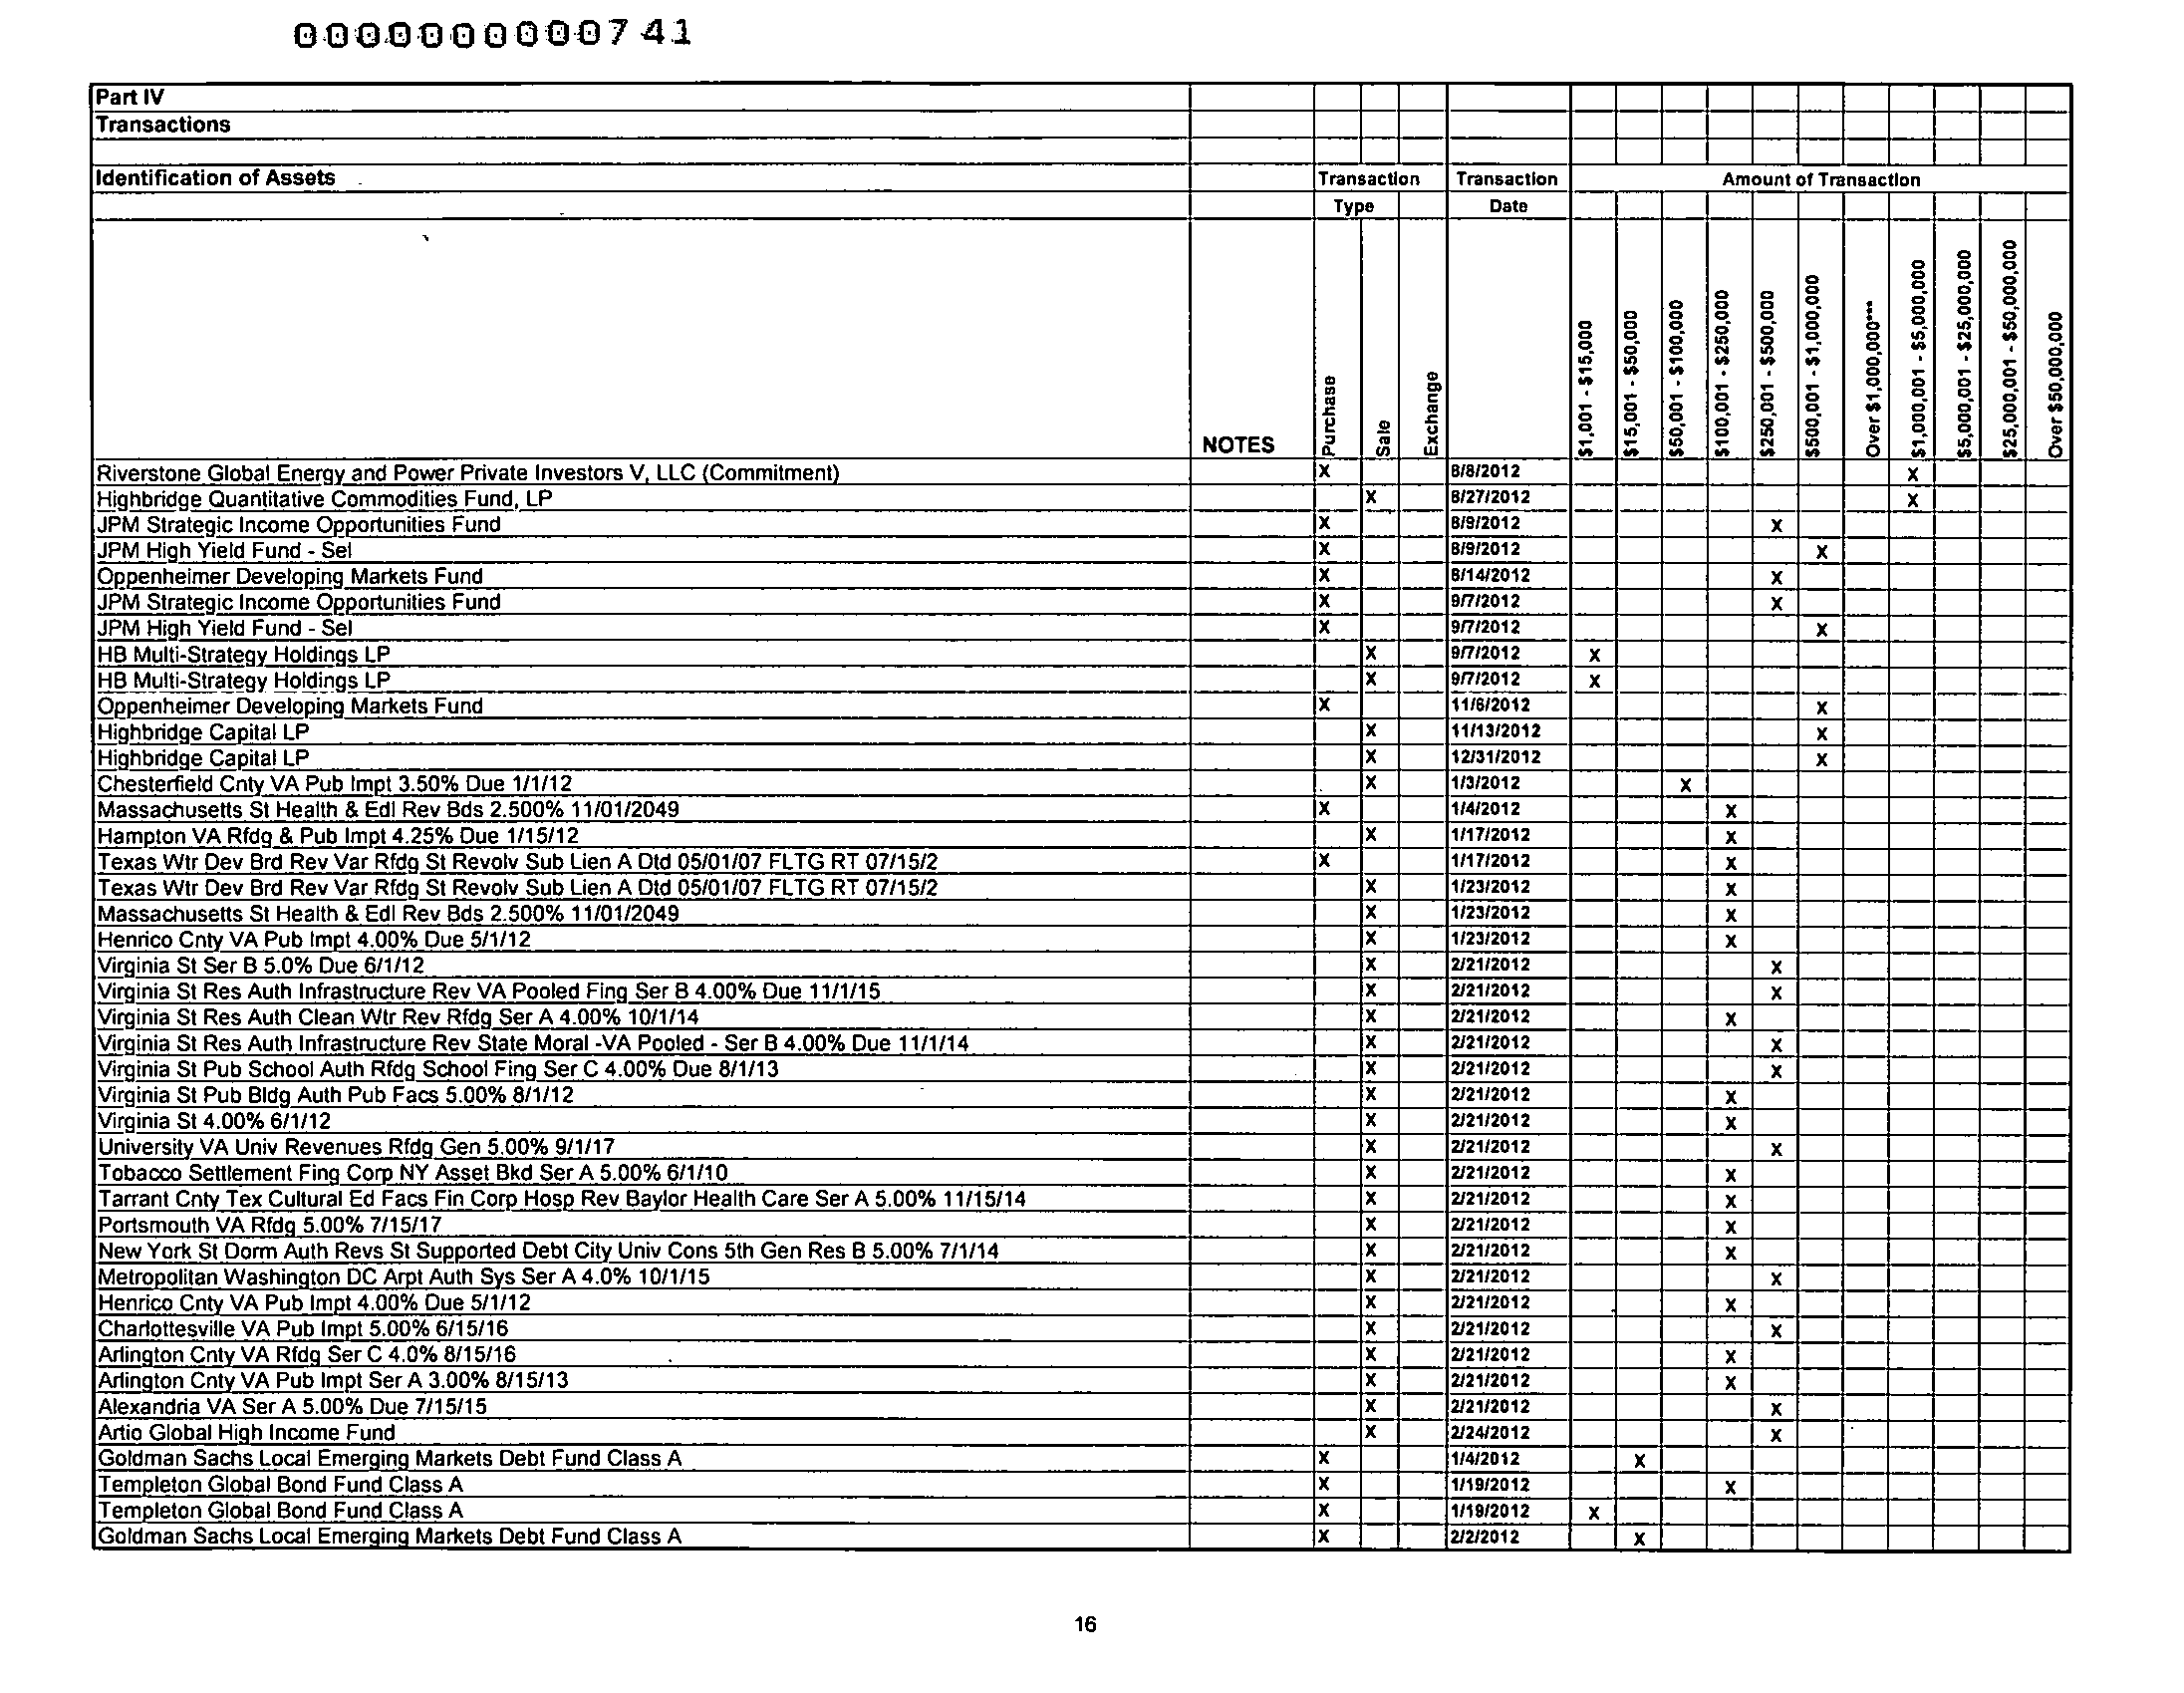 000000000741
Part IV
Transactions
Identification of Assets Transaction Transaction Amount of Transaction
Type Date
NOTES Purchase Sale Exchange $1,001 - $15,000 $15,001 - $50,000 $50,001 - $100,000 $100,001 - $250,000 $250,001 - $500,000 $500,001 - $1,000,000 Over $1,000,000*** $1,000,001 - $5,000,000 $5,000,001 - $25,000,000 $25,000,001 - $50,000,000 Over $50,000,000
Riverstone Global Energy and Power Private Investors V, LLC (Commitment) X 8/8/2012 X
Highbridge Quantitative Commodities Fund, LP X 8/27/2012 X
JPM Strategic Income Opportunities Fund X 8/9/2012 X
JPM High Yield Fund - Sel X 8/9/2012 X
Oppenheimer Developing Markets Fund X 8/14/2012 X
JPM Strategic Income Opportunities Fund X 9/7/2012 X
JPM High Yield Fund - Sel X 9/7/2012 X
HB Multi-Strategy Holdings LP X 9/7/2012 X
HB Multi-Strategy Holdings LP X 9/7/2012 X
Oppenheimer Developing Markets Fund X 11/6/2012 X
Highbridge Capital LP X 11/13/2012 X
Highbridge Capital LP X 12/31/2012 X
Chesterfield Cnty VA Pub Impt 3.50% Due 1/1/12 X 1/3/2012 X
Massachusetts St Health & Edl Rev Bds 2.500% 11/01/2049 X 1/4/2012 X
Hampton VA Rfdg & Pub Impt 4.25% Due 1/15/12 X 1/17/2012 X
Texas Wtr Dev Brd Rev Var Rfdg St Revolv Sub Lien A Dtd 05/01/07 FLTG RT 07/15/2 X 1/17/2012 X
Texas Wtr Dev Brd Rev Var Rfdg St Revolv Sub Lien A Dtd 05/01/07 FLTG RT 07/15/2 X 1/23/2012 X
Massachusetts St Health & Edl Rev Bds 2.500% 11/01/2049 X 1/23/2012 X
Henrico Cnty VA Pub Impt 4.00% Due 5/1/12 X 1/23/2012 X
Virginia St Ser B 5.0% Due 6/1/12 X 2/21/2012 X
Virginia St Res Auth Infrastructure Rev VA Pooled Fing Ser B 4.00% Due 11/1/15 X 2/21/2012 X
Virginia St Res Auth Clean Wtr Rev Rfdg Ser A 4.00% 10/1/14 X 2/21/2012 X
Virginia St Res Auth Infrastructure Rev State Moral -VA Pooled - Ser B 4.00% Due 11/1/14 X 2/21/2012 X
Virginia St Pub School Auth Rfdg School Fing Ser C 4.00% Due 8/1/13 X 2/21/2012 X
Virginia St Pub Bldg Auth Pub Facs 5.00% 8/1/12 X 2/21/2012 X
Virginia St 4.00% 6/1/12 X 2/21/2012 X
University VA Univ Revenues Rfdg Gen 5.00% 9/1/17 X 2/21/2012 X
Tobacco Settlement Fing Corp NY Asset Bkd Ser A 5.00% 6/1/10 X 2/21/2012 X
Tarrant Cnty Tex Cultural Ed Facs Fin Corp Hosp Rev Baylor Health Care Ser A 5.00% 11/15/14 X 2/21/2012 X
Portsmouth VA Rfdg 5.00% 7/15/17 X 2/21/2012 X
New York St Dorm Auth Revs St Supported Debt City Univ Cons 5th Gen Res B 5.00% 7/1/14 X 2/21/2012 X
Metropolitan Washington DC Arpt Auth Sys Ser A 4.0% 10/1/15 X 2/21/2012 X
Henrico Cnty VA Pub Impt 4.00% Due 5/1/12 X 2/21/2012 X
Charlottesville VA Pub Impt 5.00% 6/15/16 X 2/21/2012 X
Arlington Cnty VA Rfdg Ser C 4.0% 8/15/16 X 2/21/2012 X
Arlington Cnty VA Pub Impt Ser A 3.00% 8/15/13 X 2/21/2012 X
Alexandria VA Ser A 5.00% Due 7/15/15 X 2/21/2012 X
Artio Global High Income Fund X 2/24/2012 X
Goldman Sachs Local Emerging Markets Debt Fund Class A X 1/4/2012 X
Templeton Global Bond Fund Class A X 1/19/2012 X
Templeton Global Bond Fund Class A X 1/19/2012 X
Goldman Sachs Local Emerging Markets Debt Fund Class A X 2/2/2012 X
16